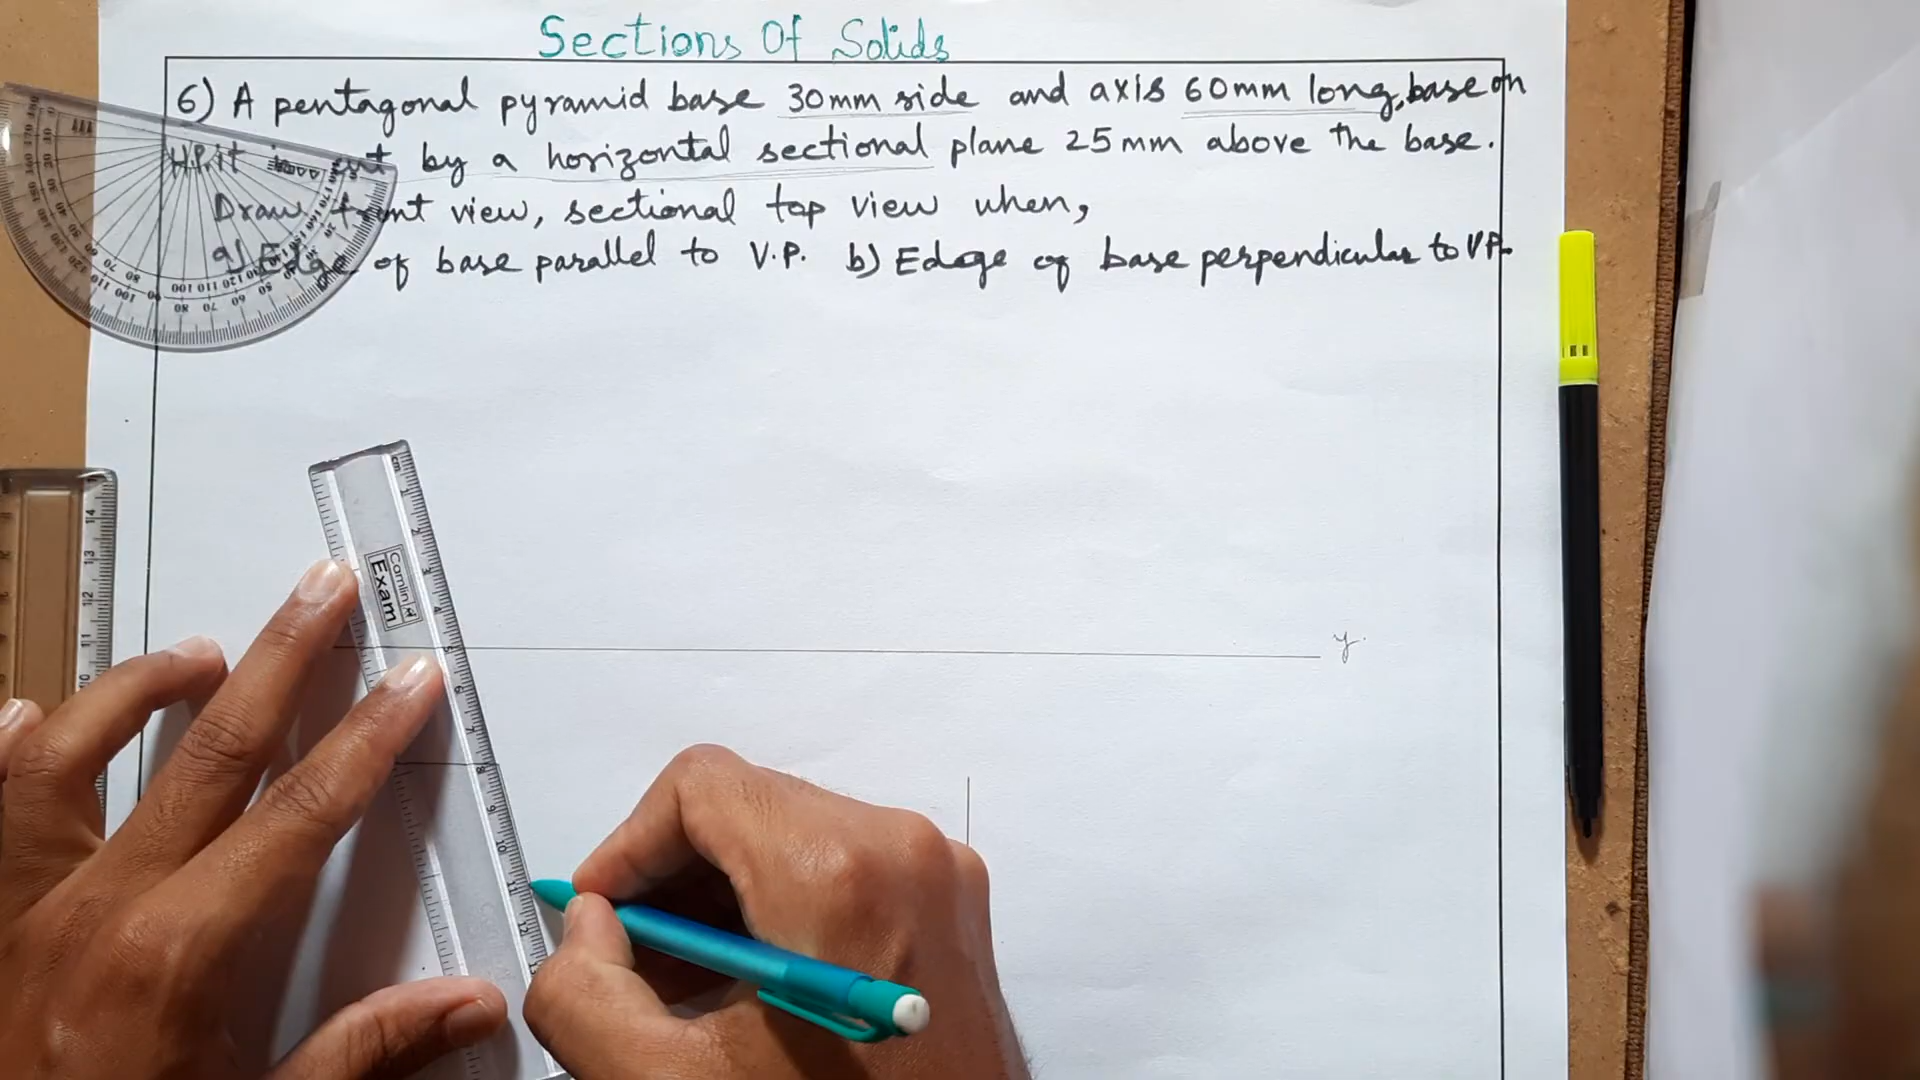 Sections Of Solids
6) A pentagonal pyramid base 30mm side and axis 60mm long, base on
H.P. it is cut by a horizontal sectional plane 25mm above the base.
Draw front view, sectional top view when,
a) Edge of base parallel to V.P. b) Edge of base perpendicular to VP.
Camlin
Exam
y.